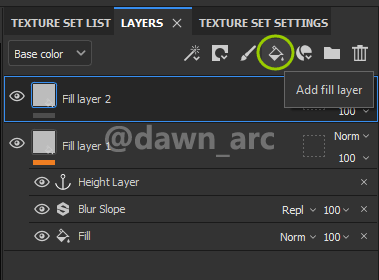 TEXTURE SET LIST LAYERS × TEXTURE SET SETTINGS
Base color
Add fill layer
Fill layer 2
100
Fill layer 1 Norm
100
@dawn_arc
Height Layer
Blur Slope Repl 100
Fill Norm 100